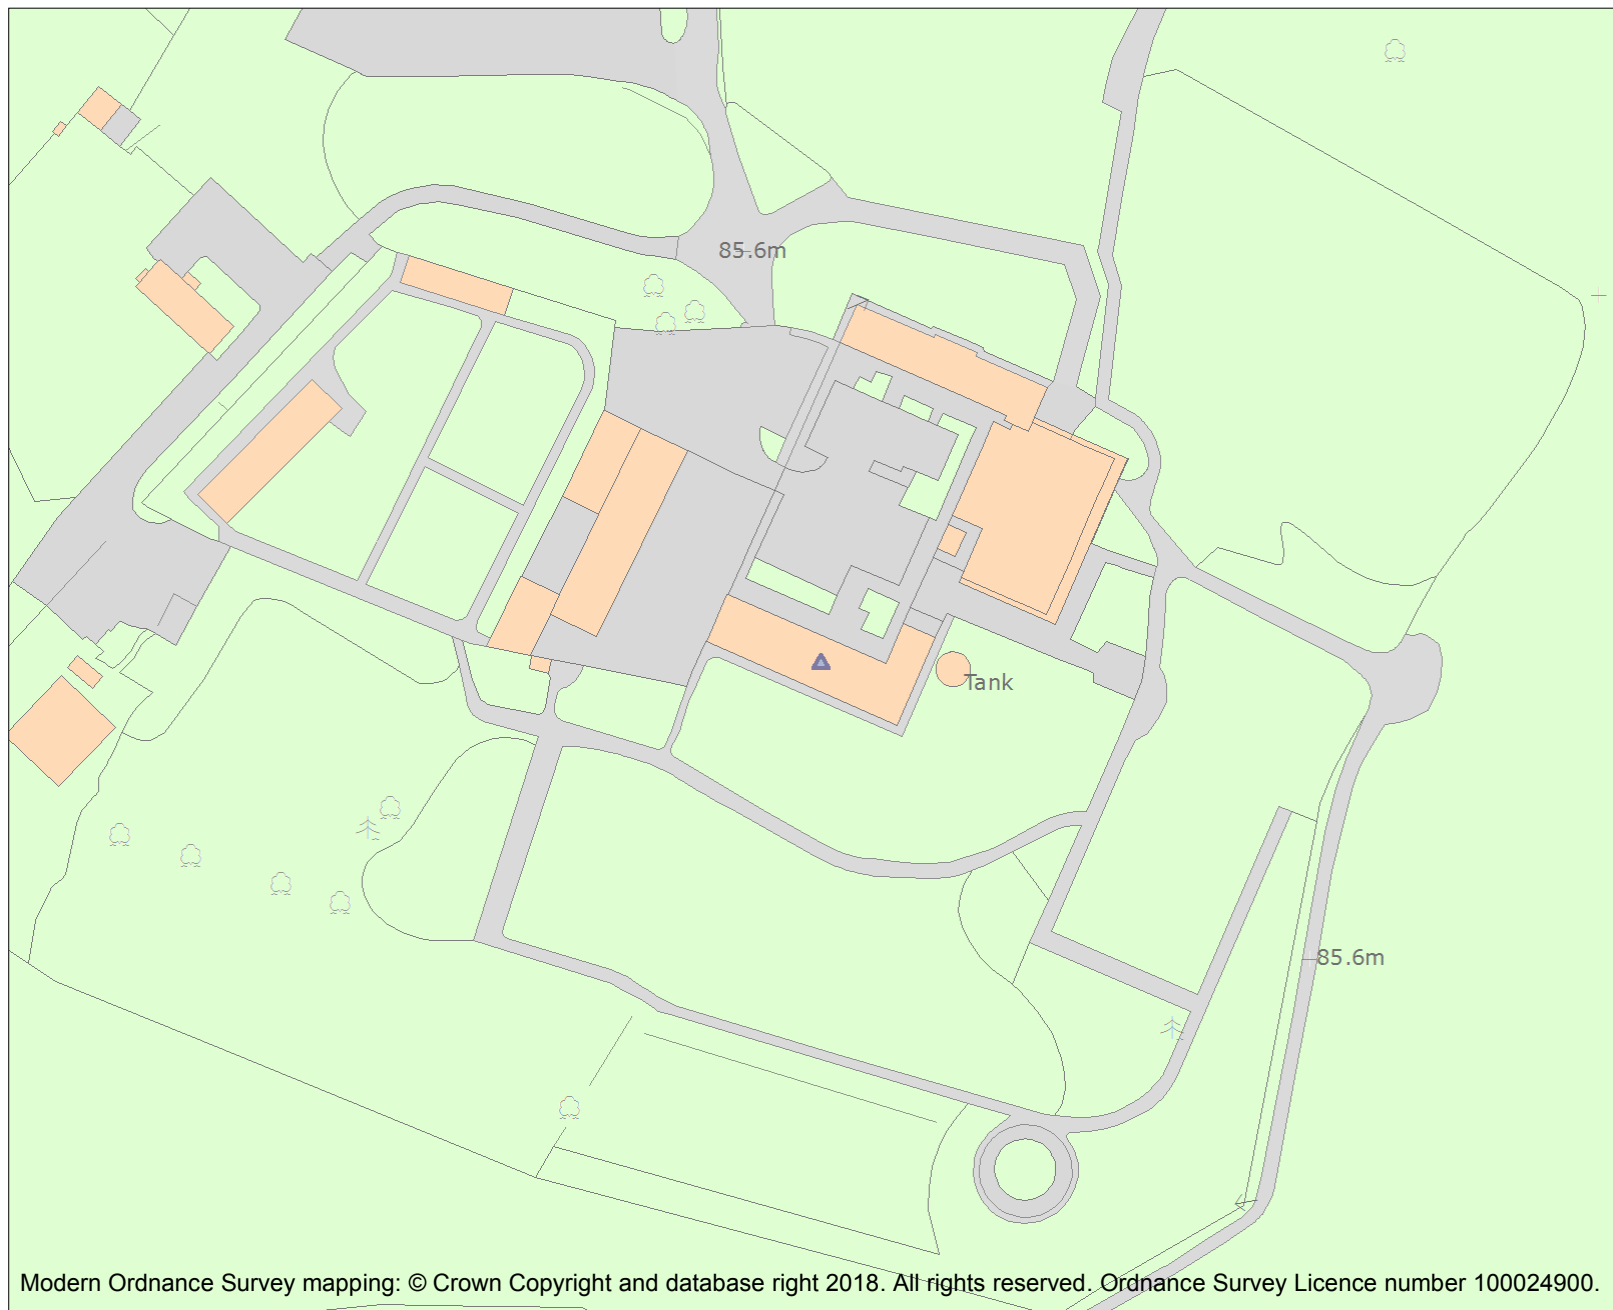 85.6m
Tank
85.6m
Modern Ordnance Survey mapping: © Crown Copyright and database right 2018. All rights reserved. Ordnance Survey Licence number 100024900.